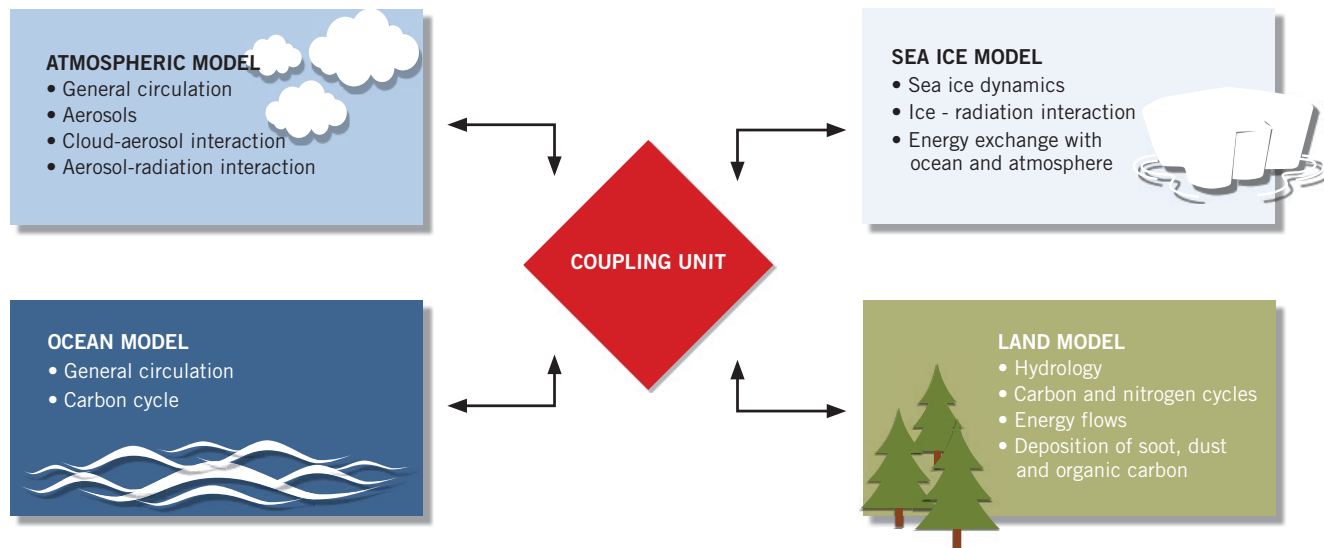 ATMOSPHERIC MODEL
• General circulation
• Aerosols
• Cloud-aerosol interaction
• Aerosol-radiation interaction
SEA ICE MODEL
• Sea ice dynamics
• Ice - radiation interaction
• Energy exchange with
ocean and atmosphere
COUPLING UNIT
OCEAN MODEL
• General circulation
• Carbon cycle
LAND MODEL
• Hydrology
• Carbon and nitrogen cycles
• Energy flows
• Deposition of soot, dust
and organic carbon